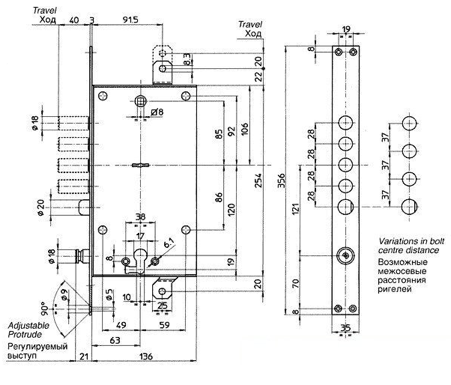 Travel
Ход
40
3
91.5
Travel
Ход
8.3
20
22
19
8
ø18
Ø8
85
92
106
28
28
28
28
37
37
37
ø20
86
120
254
356
121
38
17
6.1
8
ø18
19
20
Variations in bolt
centre distance
Возможные
межосевые
расстояния
ригелей
ø9
ø5
10
25
90°
49
59
70
8
Adjustable
Protrude
Регулируемый
выступ
63
35
21
136